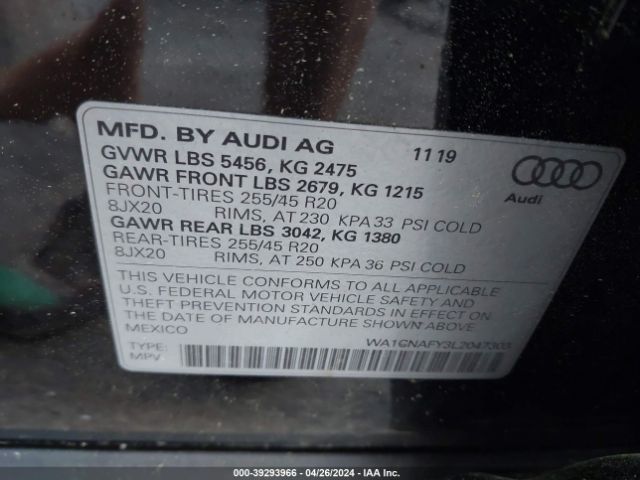 MFD. BY AUDI AG 11 19
GVWR LBS 5456, KG 2475
GAWR FRONT LBS 2679, KG 1215
FRONT-TIRES 255/45 R20
8JX20 RIMS, AT 230 KPA 33 PSI COLD
GAWR REAR LBS 3042, KG 1380
REAR-TIRES 255/45 R20
8JX20 RIMS, AT 250 KPA 36 PSI COLD
Audi
THIS VEHICLE CONFORMS TO ALL APPLICABLE
U.S. FEDERAL MOTOR VEHICLE SAFETY AND
THEFT PREVENTION STANDARDS IN EFFECT ON
THE DATE OF MANUFACTURE SHOWN ABOVE.
MEXICO
WA1GNAFY3L2047303
TYPE:
MPV
000-39293966 - 04/26/2024 - IAA Inc.